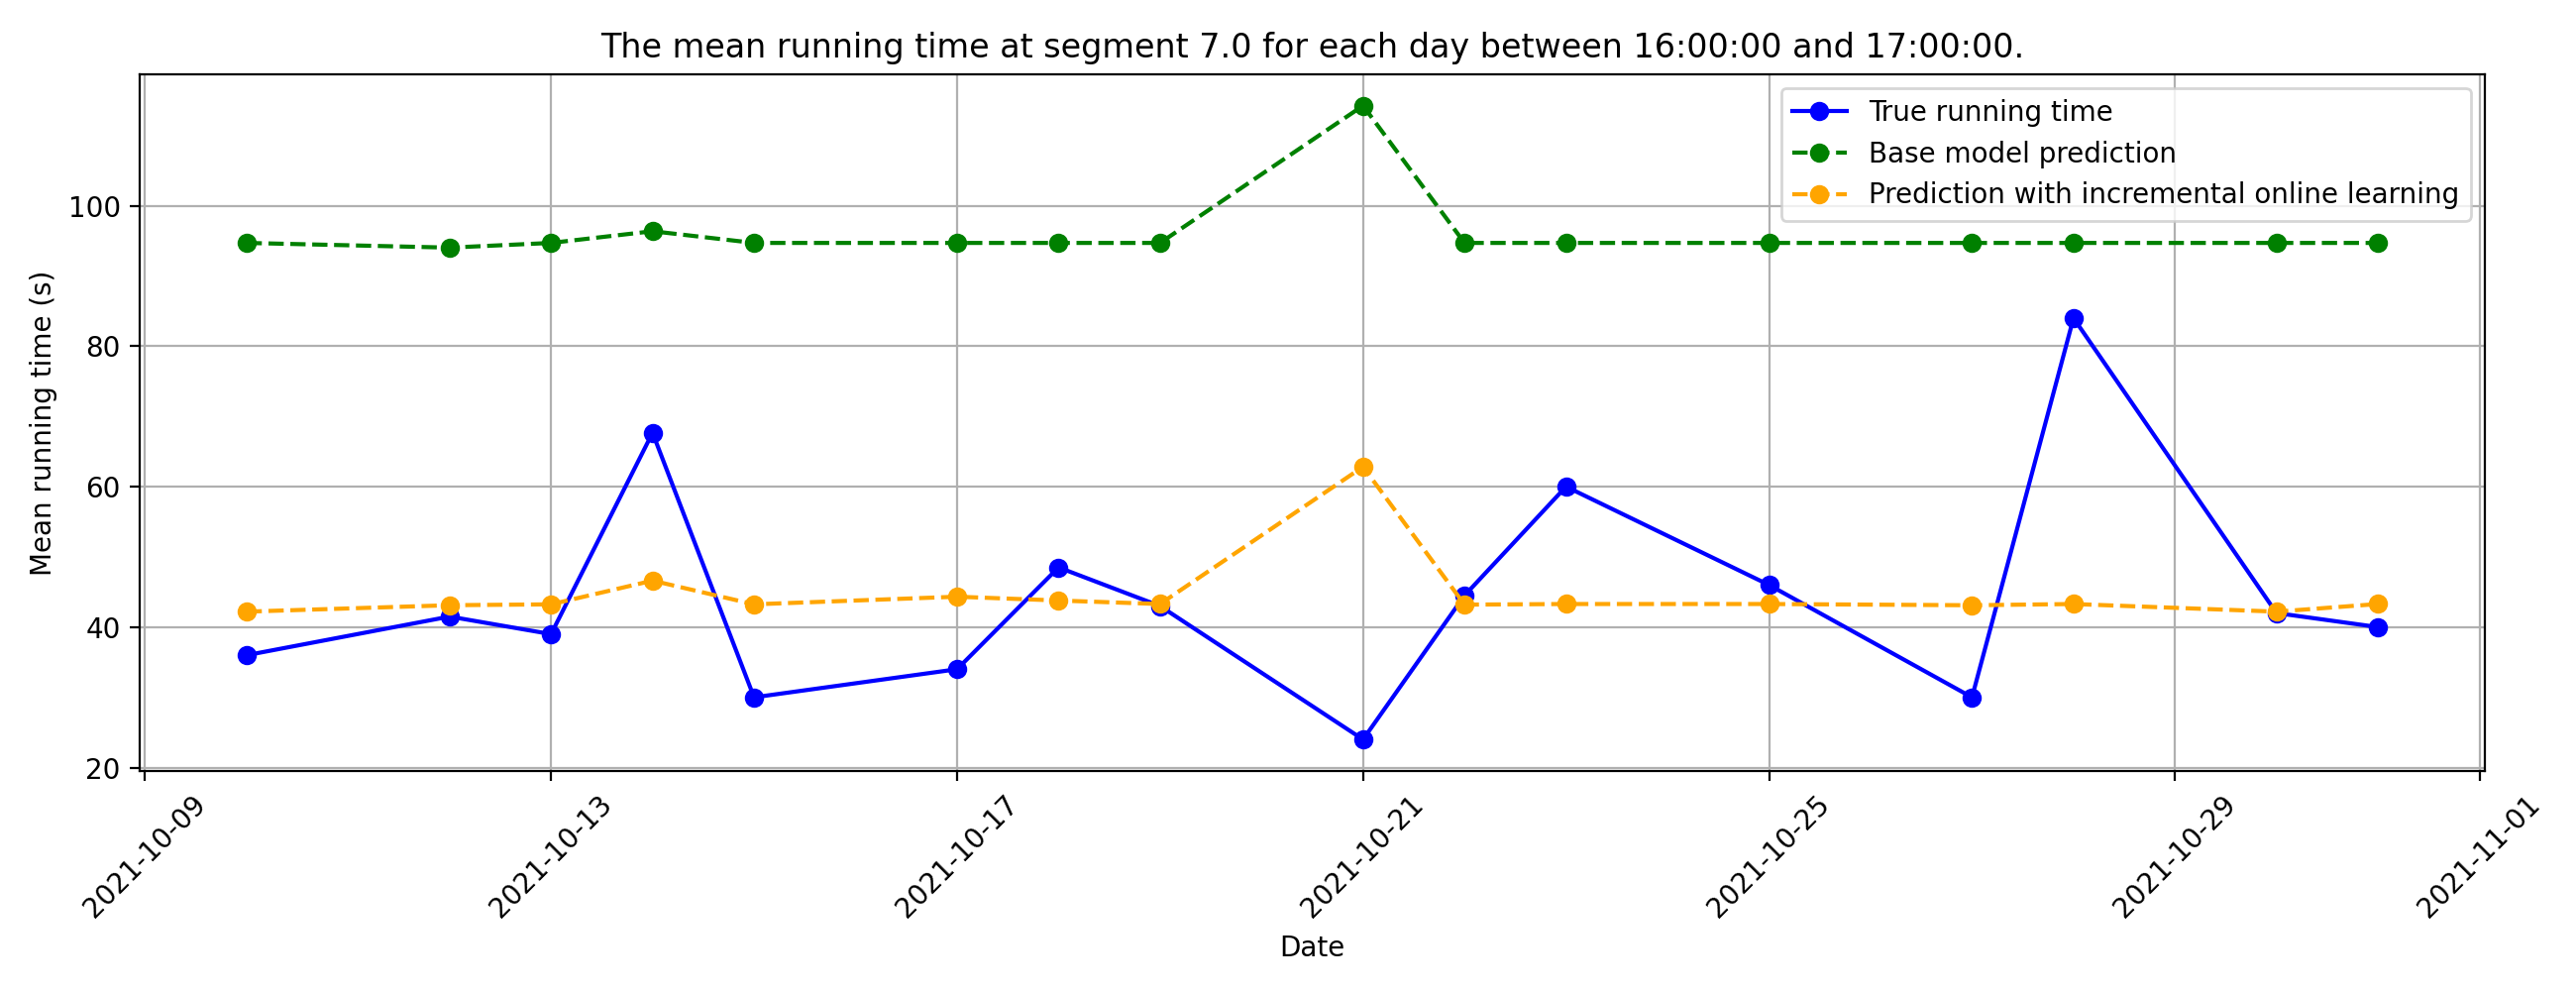 The mean running time at segment 7.0 for each day between 16:00:00 and 17:00:00.
True running time
Base model prediction
Prediction with incremental online learning
Mean running time (s)
100
80
60
40
20
2021-10-09
2021-10-13
2021-10-17
2021-10-21
2021-10-25
2021-10-29
2021-11-01
Date